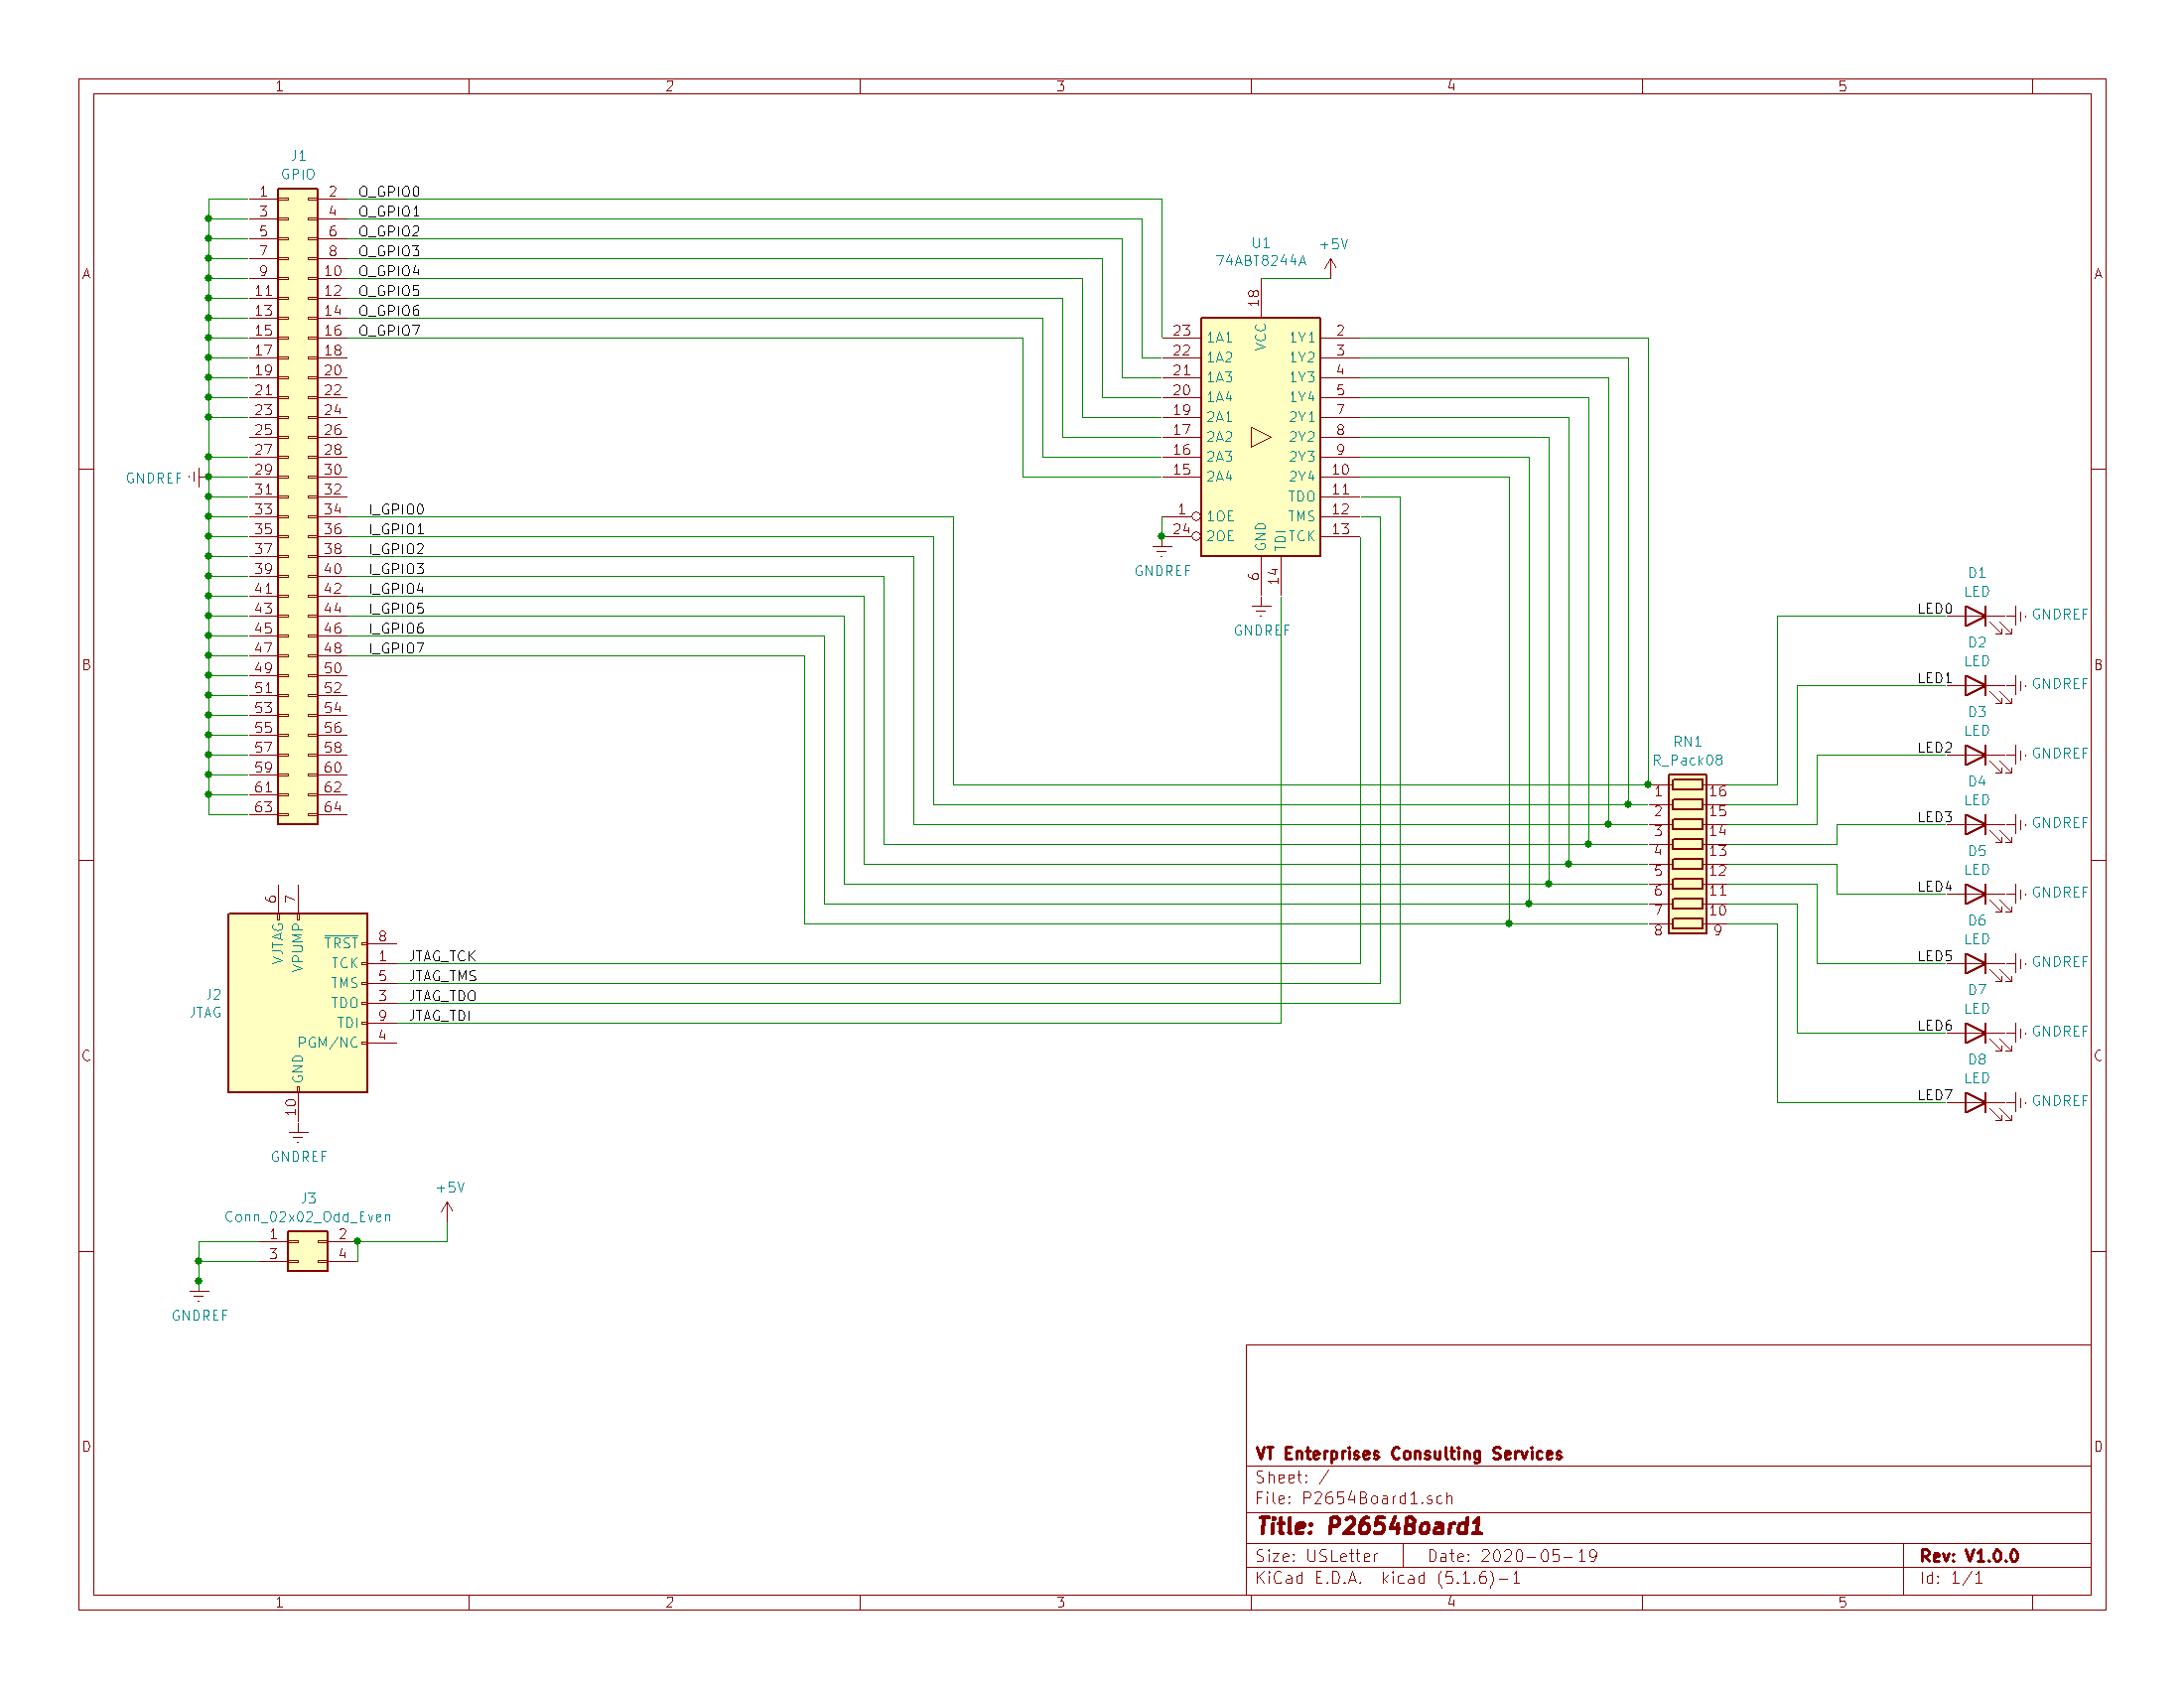 1 2 3 4 5
A A
B B
C C
D D
J1
GPIO
1 2 O_GPIO0
3 4 O_GPIO1
5 6 O_GPIO2
7 8 O_GPIO3
9 10 O_GPIO4
11 12 O_GPIO5
13 14 O_GPIO6
15 16 O_GPIO7
17 18
19 20
21 22
23 24
25 26
27 28
29 30
31 32
33 34 I_GPIO0
35 36 I_GPIO1
37 38 I_GPIO2
39 40 I_GPIO3
41 42 I_GPIO4
43 44 I_GPIO5
45 46 I_GPIO6
47 48 I_GPIO7
49 50
51 52
53 54
55 56
57 58
59 60
61 62
63 64
GNDREF
U1
74ABT8244A
+5V
18
VCC
23 1A1 1Y1 2
22 1A2 1Y2 3
21 1A3 1Y3 4
20 1A4 1Y4 5
19 2A1 2Y1 7
17 2A2 2Y2 8
16 2A3 2Y3 9
15 2A4 2Y4 10
TDO 11
1 1OE TMS 12
24 2OE TCK 13
GND TDI
6 14
GNDREF
GNDREF
RN1
R_Pack08
1 16
2 15
3 14
4 13
5 12
6 11
7 10
8 9
D1
LED
LED0 GNDREF
D2
LED
LED1 GNDREF
D3
LED
LED2 GNDREF
D4
LED
LED3 GNDREF
D5
LED
LED4 GNDREF
D6
LED
LED5 GNDREF
D7
LED
LED6 GNDREF
D8
LED
LED7 GNDREF
6 7
VJTAG VPUMP
TRST 8
TCK 1 JTAG_TCK
TMS 5 JTAG_TMS
TDO 3 JTAG_TDO
TDI 9 JTAG_TDI
PGM/NC 4
J2
JTAG
GND
10
GNDREF
J3
Conn_02x02_Odd_Even
+5V
1 2
3 4
GNDREF
VT Enterprises Consulting Services
Sheet: /
File: P2654Board1.sch
Title: P2654Board1
Size: USLetter Date: 2020-05-19 Rev: V1.0.0
KiCad E.D.A. kicad (5.1.6)-1 Id: 1/1
1 2 3 4 5